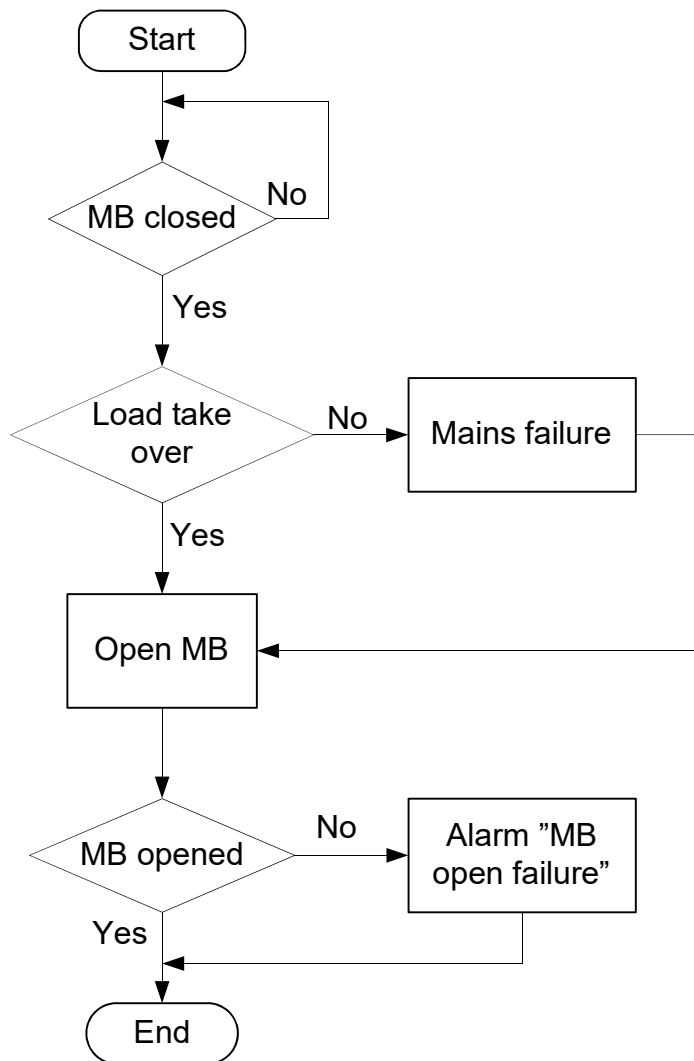 Start
MB closed
No
Yes
Load take
over
No
Mains failure
Yes
Open MB
MB opened
No
Alarm ”MB
open failure”
Yes
End